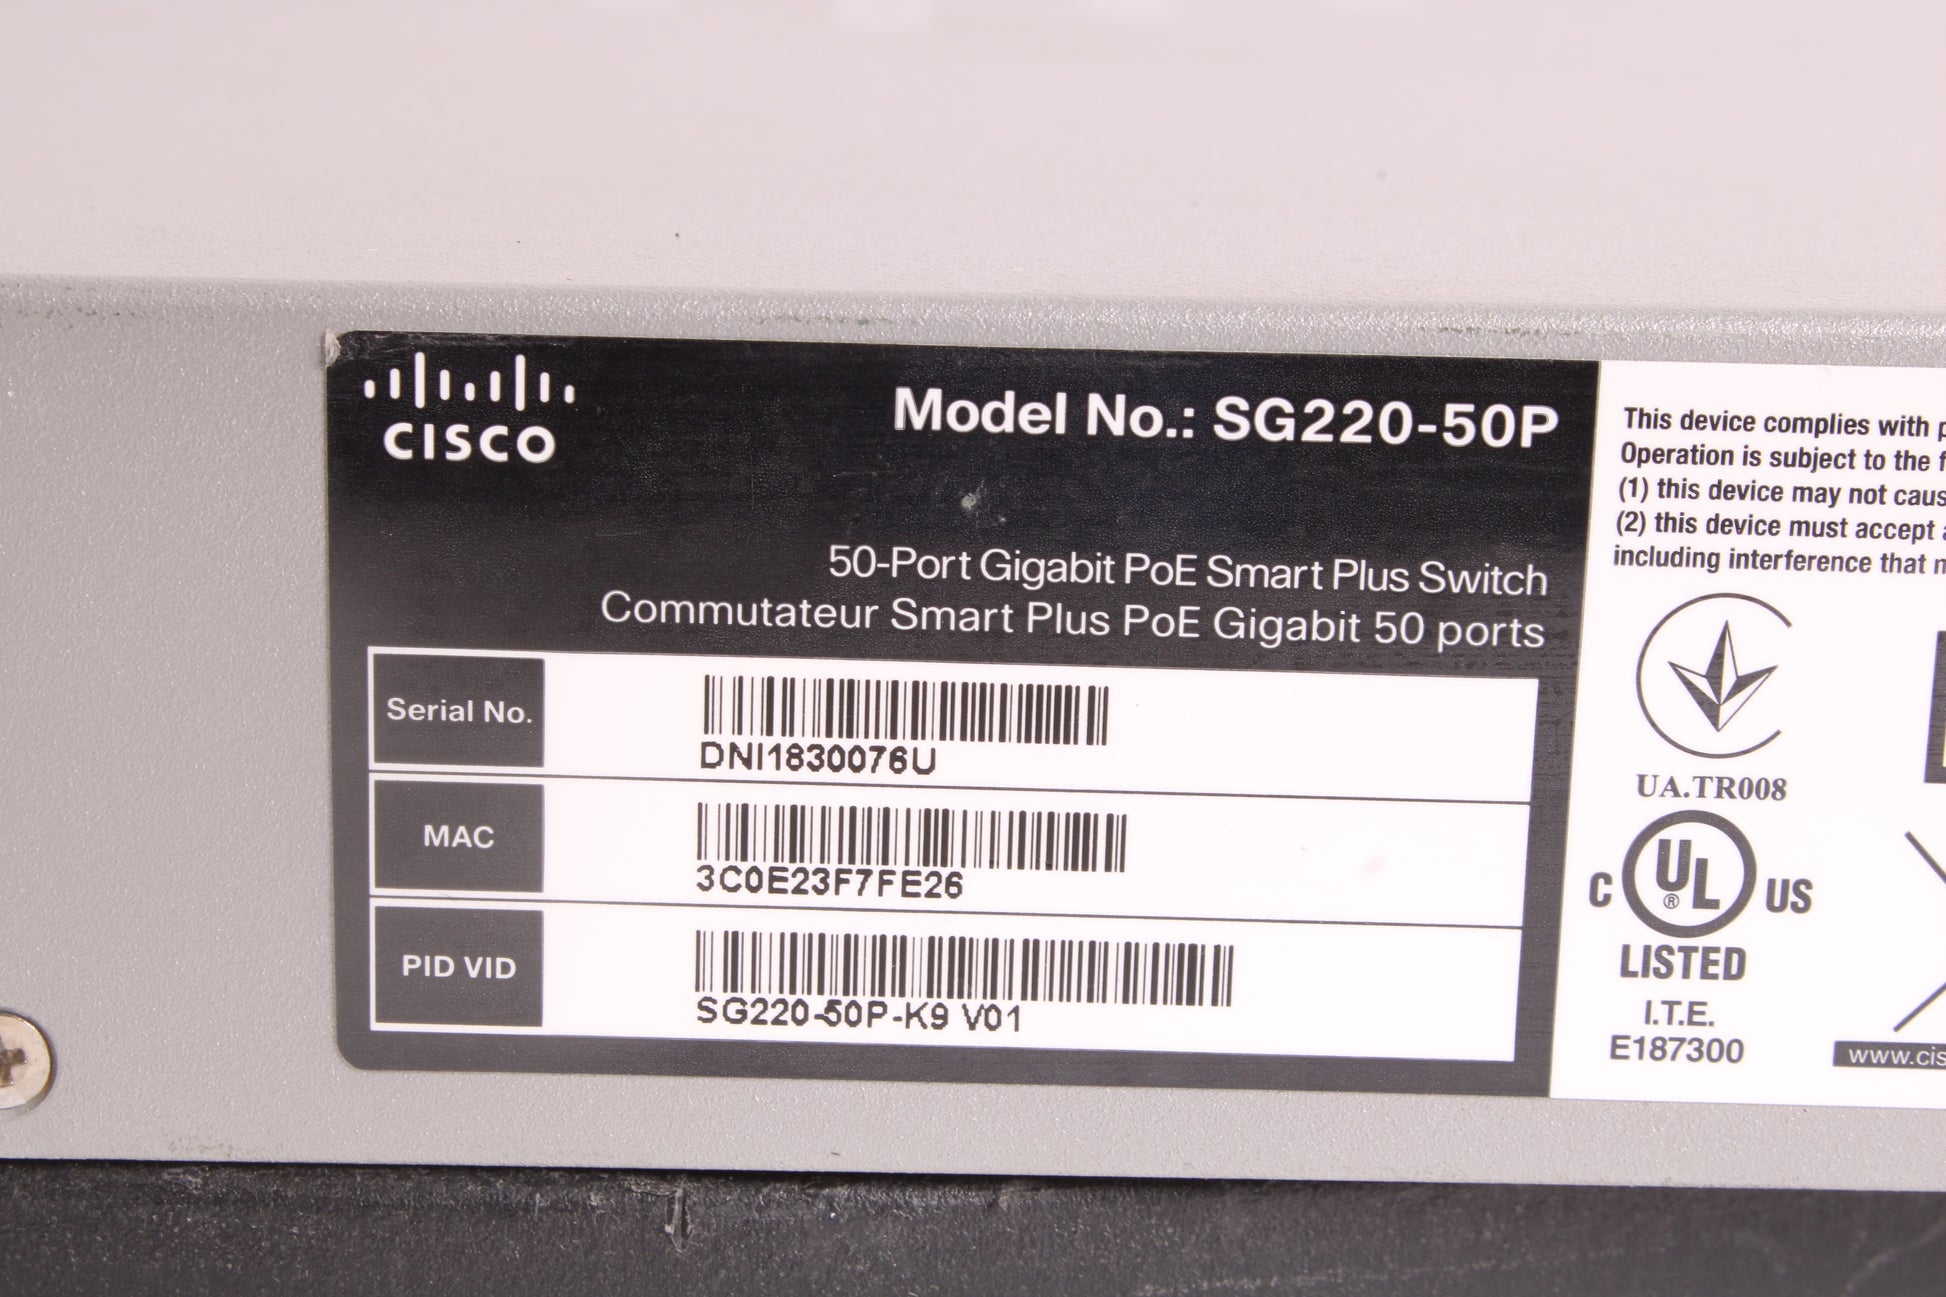 CISCO
Model No.: SG220-50P
50-Port Gigabit PoE Smart Plus Switch
Commutateur Smart Plus PoE Gigabit 50 ports
Serial No.
DNI1830076U
MAC
3C0E23F7FE26
PID VID
SG220-50P-K9 V01
This device complies with
Operation is subject to the
(1) this device may not
(2) this device must accept
including interference that
UA.TR008
C UL ® US
LISTED
I.T.E.
E187300